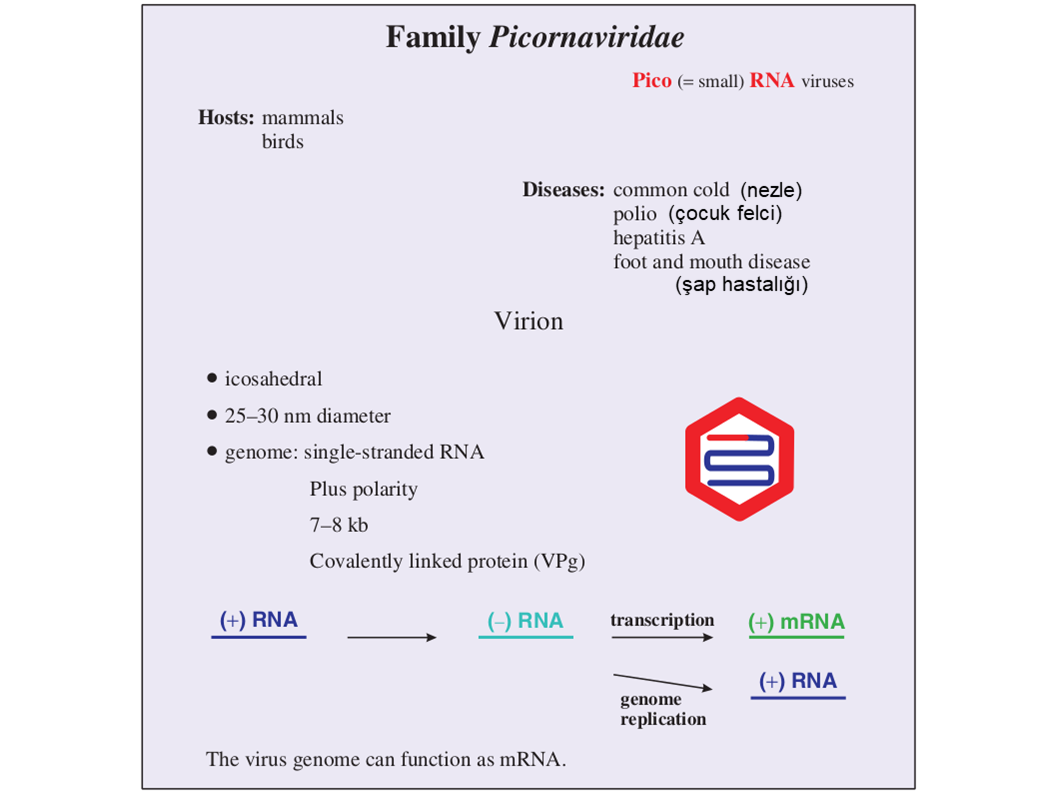 Family Picornaviridae
Pico (= small) RNA viruses
Hosts: mammals
birds
Diseases: common cold (nezle)
polio (çocuk felci)
hepatitis A
foot and mouth disease
(şap hastalığı)
Virion
• icosahedral
• 25–30 nm diameter
• genome: single-stranded RNA
Plus polarity
7–8 kb
Covalently linked protein (VPg)
(+) RNA (–) RNA transcription (+) mRNA
(+) RNA
genome
replication
The virus genome can function as mRNA.